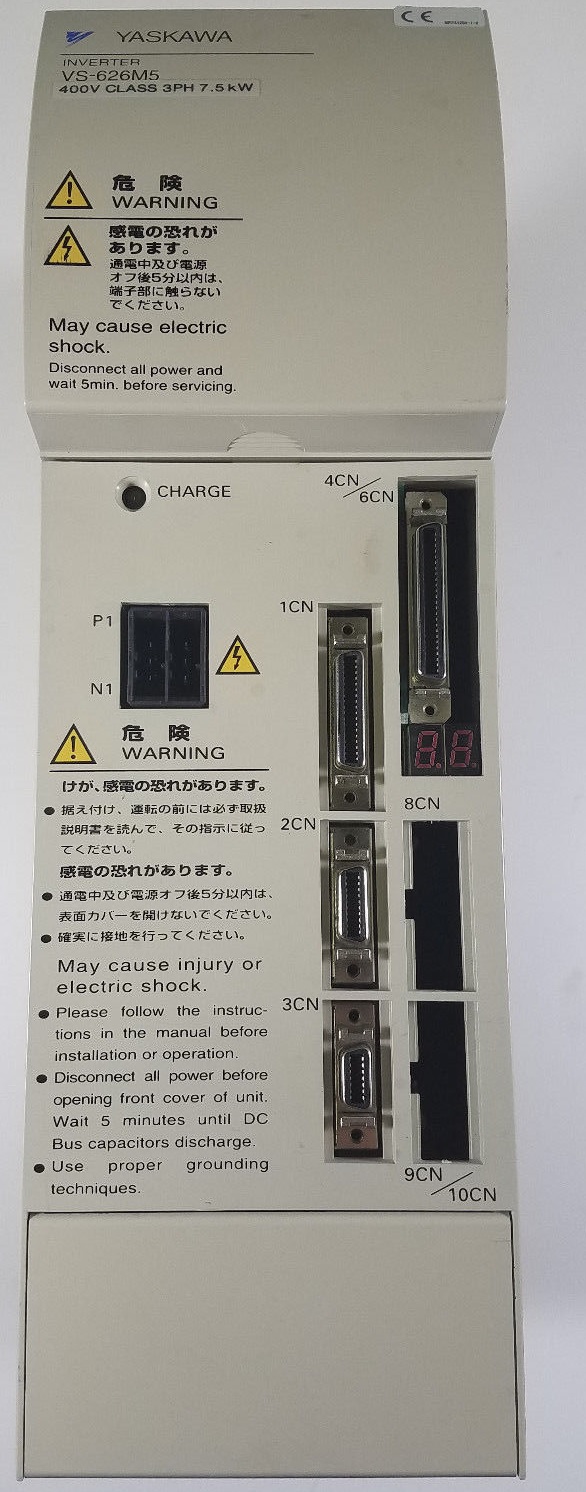 YASKAWA
INVERTER
VS-626M5
400V CLASS 3PH 7.5kW
CE
危険
WARNING
感電の恐れが
あります。
通電中及び電源
オフ後5分以内は、
端子部に触らない
でください。
May cause electric
shock.
Disconnect all power and
wait 5min. before servicing.
CHARGE
4CN/6CN
1CN
P1
N1
危険
WARNING
けが、感電の恐れがあります。
● 据え付け、運転の前には必ず取扱
説明書を読んで、その指示に従っ
てください。
感電の恐れがあります。
● 通電中及び電源オフ後5分以内は、
表面カバーを開けないでください。
● 確実に接地を行ってください。
May cause injury or
electric shock.
● Please follow the instruc-
tions in the manual before
installation or operation.
● Disconnect all power before
opening front cover of unit.
Wait 5 minutes until DC
Bus capacitors discharge.
● Use proper grounding
techniques.
8CN
2CN
3CN
9CN/10CN